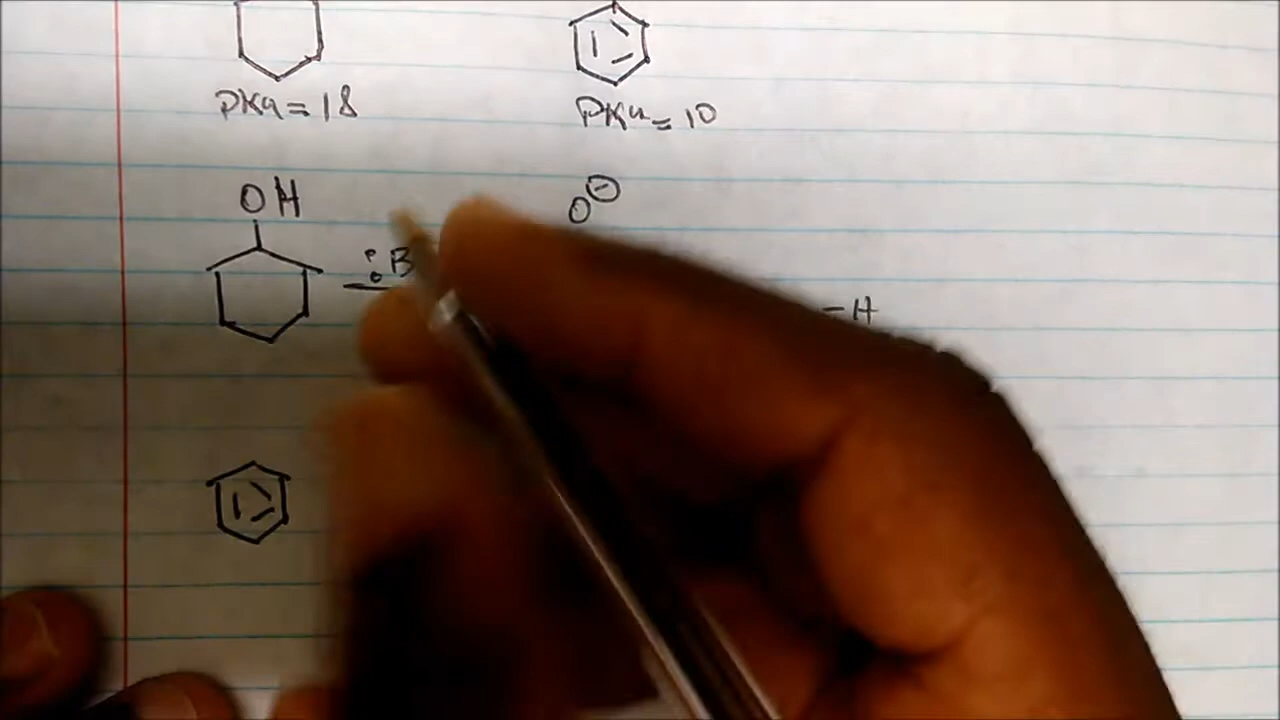 PKa = 18
PKa = 10
OH
O⊖
:B
-H